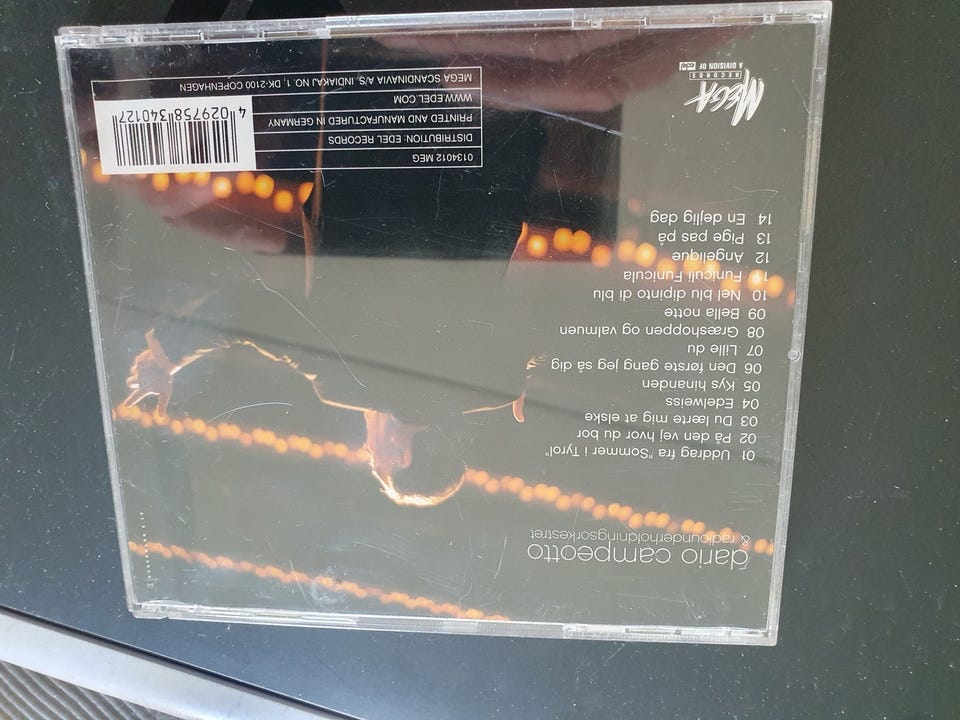 dario campeotto
& radiounderholdningsorkestret
01 Uddrag fra "Sommer i Tyrol"
02 På den vej hvor du bor
03 Du lærte mig at elske
04 Edelweiss
05 Kys hinanden
06 Den første gang jeg så dig
07 Lille du
08 Græshoppen og valmuen
09 Bella notte
10 Nel blu dipinto di blu
11 Funiculi Funicula
12 Angelique
13 Pige pas på
14 En dejlig dag
MEGA
RECORDS
A DIVISION OF edel
0134012 MEG
DISTRIBUTION: EDEL RECORDS
PRINTED AND MANUFACTURED IN GERMANY
WWW.EDEL.COM
MEGA SCANDINAVIA A/S, INDIAKAJ NO. 1, DK-2100 COPENHAGEN
4 029758 340127